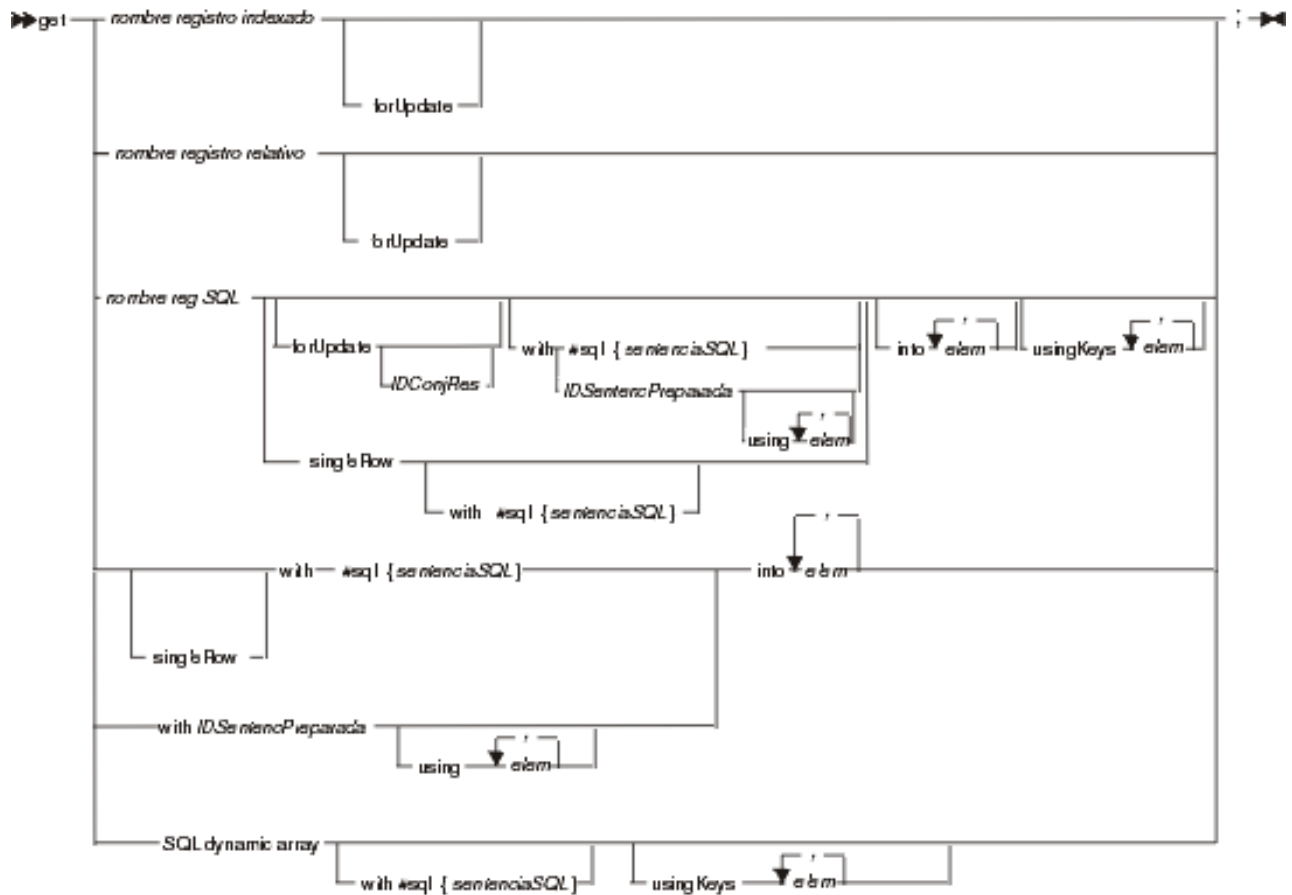 get nombre registro indexado ;
forUpdate
nombre registro relativo
forUpdate
nombre reg SQL
forUpdate with #sql { sentenciaSQL } into elem , usingKeys elem ,
IDConjRes IDSentencPreparada
using elem ,
singleRow
with #sql { sentenciaSQL }
with #sql { sentenciaSQL } into elem ,
singleRow
with IDSentencPreparada
using elem ,
SQL dynamic array
with #sql { sentenciaSQL } usingKeys elem ,